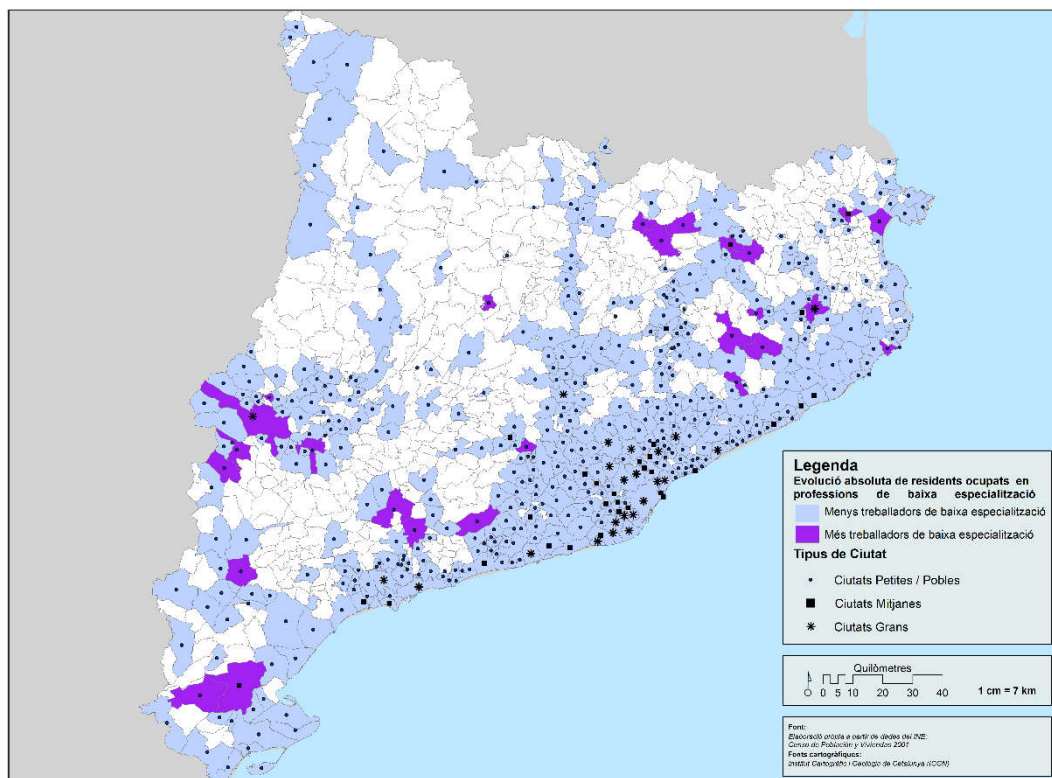 Legenda
Evolució absoluta de residents ocupats en
professions de baixa especialització
Menys treballadors de baixa especialització
Més treballadors de baixa especialització
Tipus de Ciutat
Ciutats Petites / Pobles
Ciutats Mitjanes
Ciutats Grans
Quilòmetres
0 5 10 20 30 40
1 cm = 7 km
Font:
Elaboració pròpia a partir de dades del INE:
Censo de Población y Viviendas 2001
Fonts cartogràfiques:
Institut Cartogràfic i Geològic de Catalunya (ICGN)